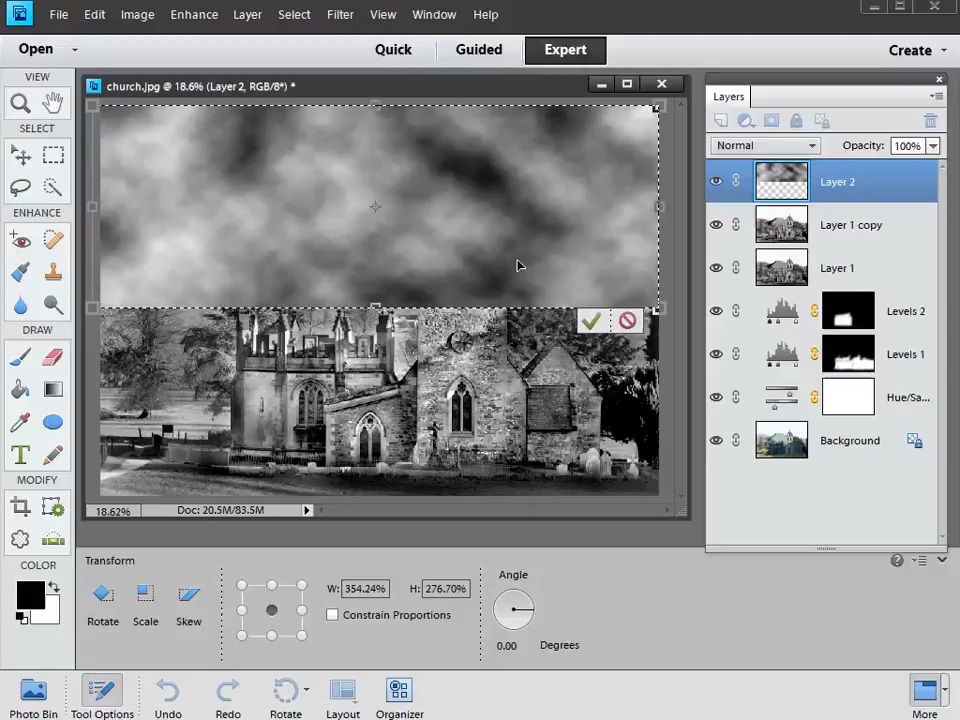 File Edit Image Enhance Layer Select Filter View Window Help
Open Quick Guided Expert Create
VIEW
SELECT
ENHANCE
DRAW
MODIFY
COLOR
church.jpg @ 18.6% (Layer 2, RGB/8*) *
18.62% Doc: 20.5M/83.5M
Layers
Normal Opacity: 100%
Layer 2
Layer 1 copy
Layer 1
Levels 2
Levels 1
Hue/Sa...
Background
Transform
Rotate Scale Skew
W: 354.24% H: 276.70%
Constrain Proportions
Angle
0.00 Degrees
Photo Bin Tool Options Undo Redo Rotate Layout Organizer More